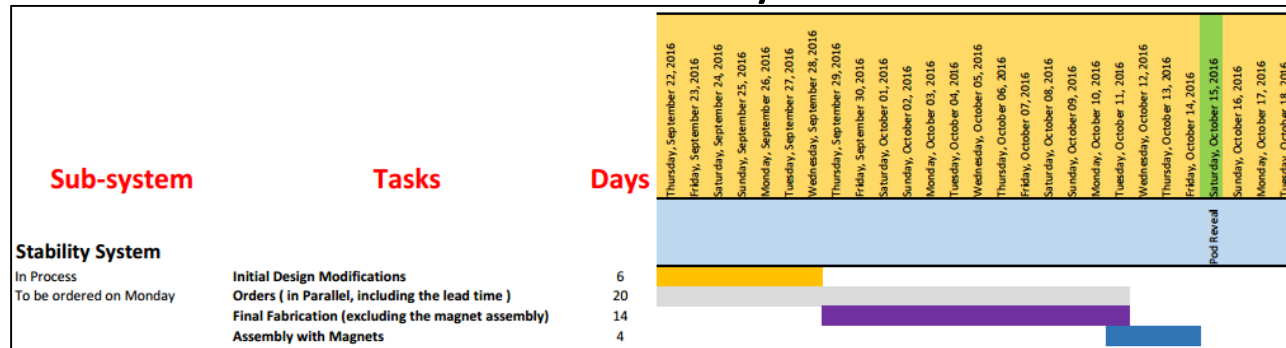 Thursday, September 22, 2016
Friday, September 23, 2016
Saturday, September 24, 2016
Sunday, September 25, 2016
Monday, September 26, 2016
Tuesday, September 27, 2016
Wednesday, September 28, 2016
Thursday, September 29, 2016
Friday, September 30, 2016
Saturday, October 01, 2016
Sunday, October 02, 2016
Monday, October 03, 2016
Tuesday, October 04, 2016
Wednesday, October 05, 2016
Thursday, October 06, 2016
Friday, October 07, 2016
Saturday, October 08, 2016
Sunday, October 09, 2016
Monday, October 10, 2016
Tuesday, October 11, 2016
Wednesday, October 12, 2016
Thursday, October 13, 2016
Friday, October 14, 2016
Saturday, October 15, 2016
Sunday, October 16, 2016
Monday, October 17, 2016
Tuesday, October 18, 2016
Sub-system Tasks Days
Pod Reveal
Stability System
In Process Initial Design Modifications 6
To be ordered on Monday Orders ( in Parallel, including the lead time ) 20
Final Fabrication (excluding the magnet assembly) 14
Assembly with Magnets 4